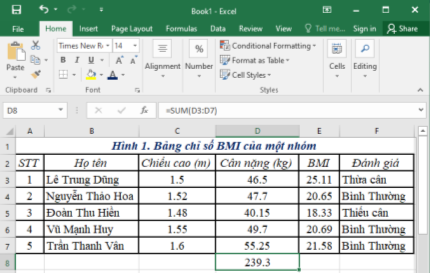 Book1 - Excel
File Home Insert Page Layout Formulas Data Review View Tell me... Sign in Share
Paste
Times New R 14
B I U
A A
Alignment
%
Number
Conditional Formatting
Format as Table
Cell Styles
Cells
Editing
Clipboard Font Styles
D8 fx =SUM(D3:D7)
A B C D E F
1 Hình 1. Bảng chỉ số BMI của một nhóm
2 STT Họ tên Chiều cao (m) Cân nặng (kg) BMI Đánh giá
3 1 Lê Trung Dũng 1.5 46.5 25.11 Thừa cân
4 2 Nguyễn Thảo Hoa 1.52 47.7 20.65 Bình Thường
5 3 Đoàn Thu Hiền 1.48 40.15 18.33 Thiếu cân
6 4 Vũ Mạnh Huy 1.55 49.7 20.69 Bình Thường
7 5 Trần Thanh Vân 1.6 55.25 21.58 Bình Thường
8 239.3